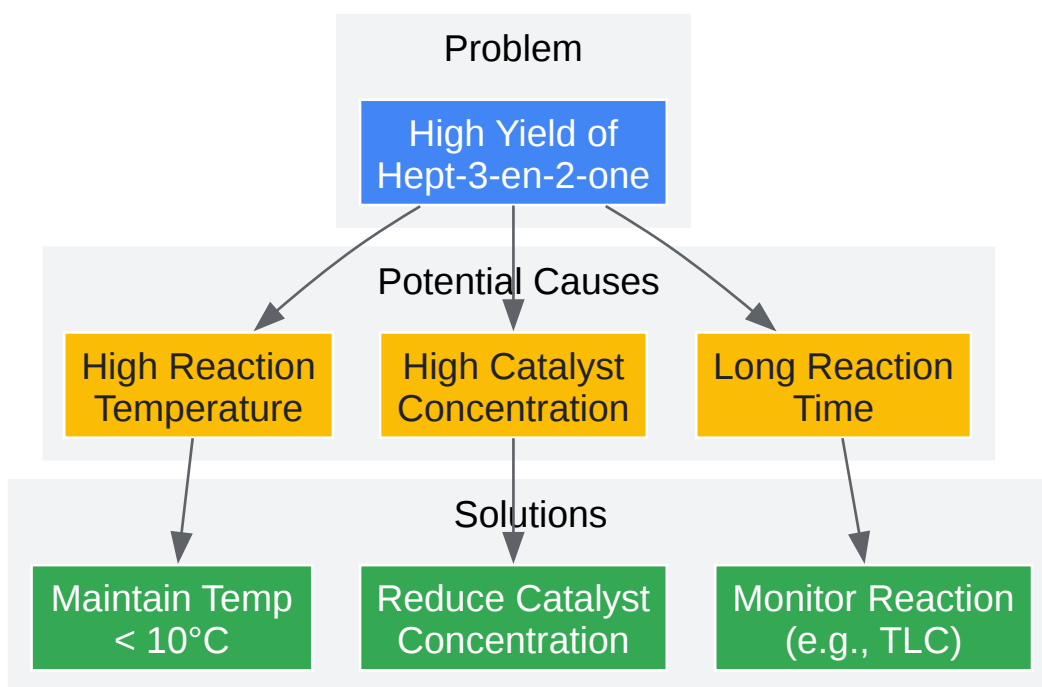 Problem
High Yield of
Hept-3-en-2-one
Potential Causes
High Reaction
Temperature
High Catalyst
Concentration
Long Reaction
Time
Solutions
Maintain Temp
< 10°C
Reduce Catalyst
Concentration
Monitor Reaction
(e.g., TLC)